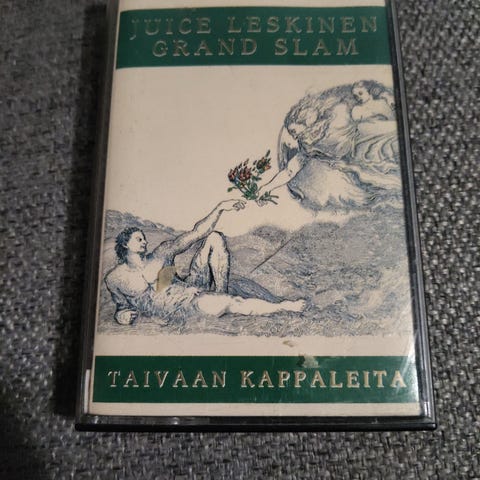 JUICE LESKINEN
GRAND SLAM
TAIVAAN KAPPALEITA